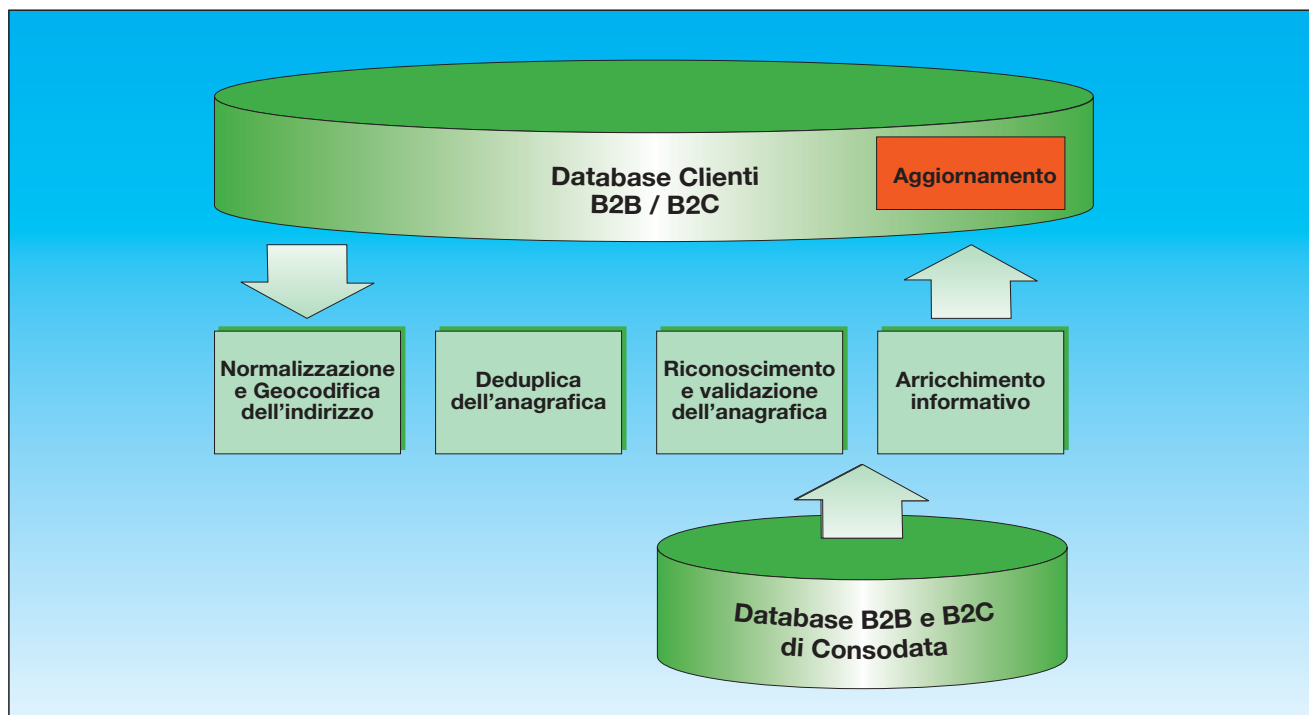 Database Clienti
B2B / B2C
Aggiornamento
Normalizzazione
e Geocodifica
dell'indirizzo
Deduplica
dell'anagrafica
Riconoscimento
e validazione
dell'anagrafica
Arricchimento
informativo
Database B2B e B2C
di Consodata